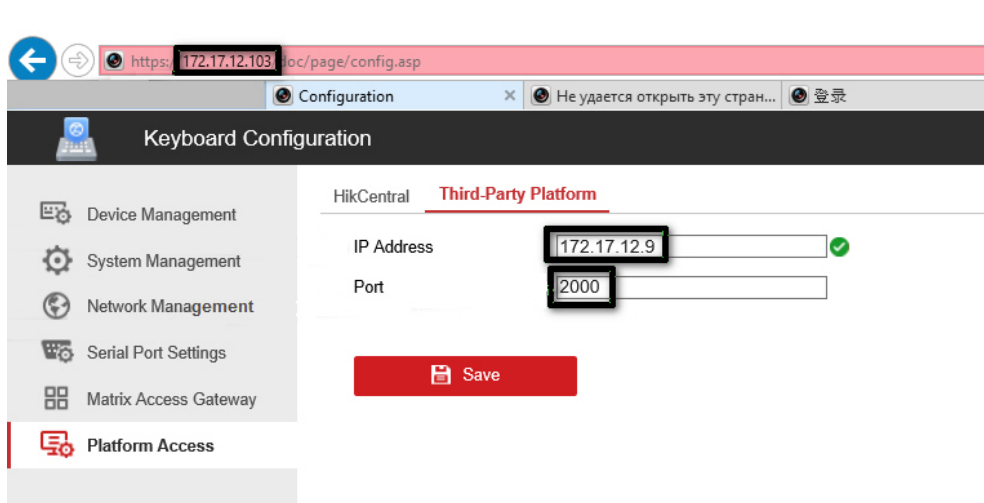 https://172.17.12.103/doc/page/config.asp
Configuration
Не удается открыть эту стран...
登录
Keyboard Configuration
HikCentral Third-Party Platform
Device Management
IP Address 172.17.12.9
System Management
Port 2000
Network Management
Serial Port Settings
Save
Matrix Access Gateway
Platform Access